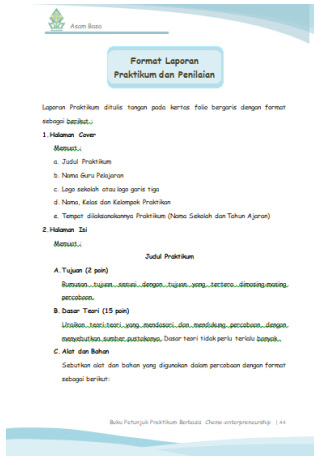 Asam Basa
Format Laporan
Praktikum dan Penilaian
Laporan Praktikum ditulis tangan pada kertas folio bergaris dengan format
sebagai berikut :
1. Halaman Cover
Memuat :
a. Judul Praktikum
b. Nama Guru Pelajaran
c. Logo sekolah atau logo garis tiga
d. Nama, Kelas dan Kelompok Praktikan
e. Tempat dilaksanakannya Praktikum (Nama Sekolah dan Tahun Ajaran)
2. Halaman Isi
Memuat :
Judul Praktikum
A. Tujuan (2 poin)
Rumusan tujuan sesuai dengan tujuan yang tertera dimasing-masing
percobaan.
B. Dasar Teori (15 poin)
Uraikan teori-teori yang mendasari dan mendukung percobaan dengan
menyebutkan sumber pustakanya. Dasar teori tidak perlu terlalu banyak.
C. Alat dan Bahan
Sebutkan alat dan bahan yang digunakan dalam percobaan dengan format
sebagai berikut:
Buku Petunjuk Praktikum Berbasis Chemo-enterpreneurship | 44